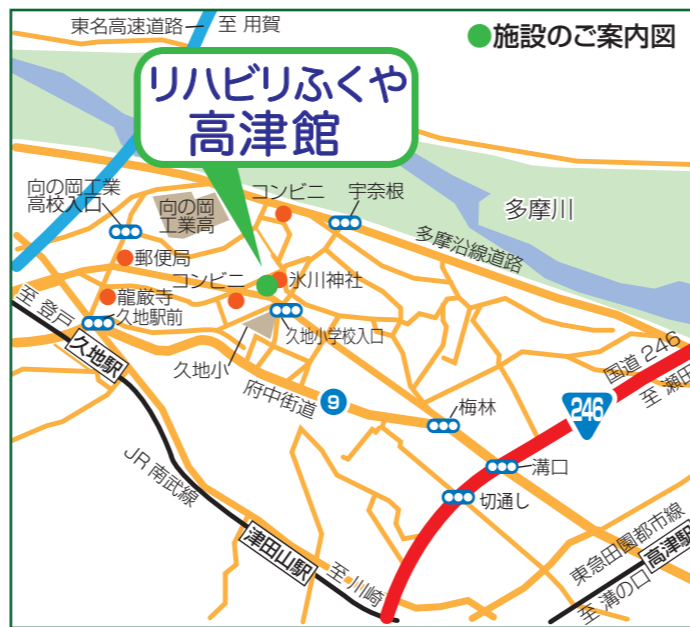 東名高速道路
至 用賀
●施設のご案内図
リハビリふくや
高津館
向の岡工業
高校入口
向の岡
工業高
コンビニ
宇奈根
多摩川
多摩沿線道路
郵便局
氷川神社
コンビニ
龍厳寺
至 登戸
久地駅前
久地小学校入口
久地駅
久地小
府中街道
9
国道 246
至 瀬田
246
梅林
溝口
切通し
JR 南武線
津田山駅
至 川崎
東急田園都市線
高津駅
至 溝の口